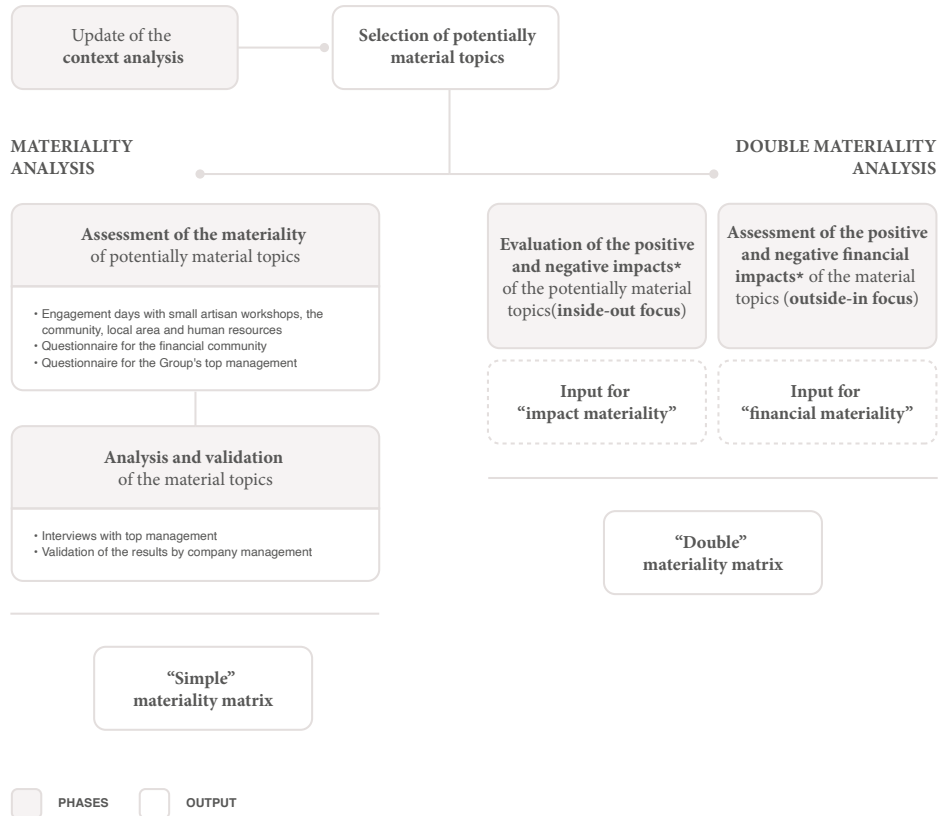 Update of the
context analysis
Selection of potentially
material topics
MATERIALITY
ANALYSIS
DOUBLE MATERIALITY
ANALYSIS
Assessment of the materiality
of potentially material topics
• Engagement days with small artisan workshops, the
community, local area and human resources
• Questionnaire for the financial community
• Questionnaire for the Group's top management
Analysis and validation
of the material topics
• Interviews with top management
• Validation of the results by company management
“Simple”
materiality matrix
Evaluation of the positive
and negative impacts*
of the potentially material
topics(inside-out focus)
Assessment of the positive
and negative financial
impacts* of the material
topics (outside-in focus)
Input for
“impact materiality”
Input for
“financial materiality”
“Double”
materiality matrix
PHASES
OUTPUT